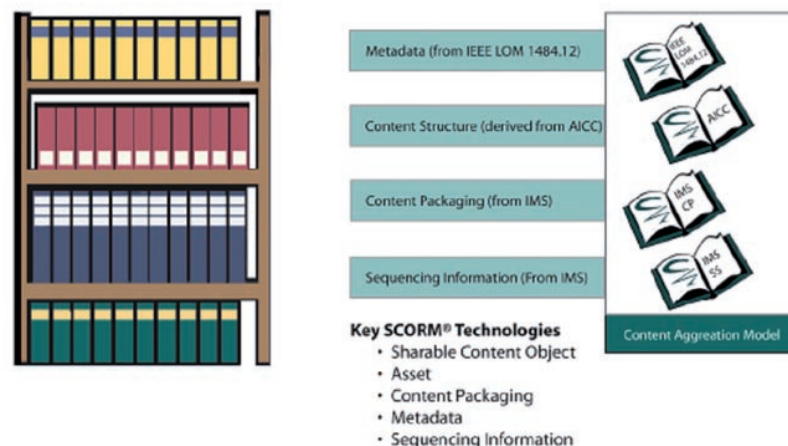 Metadata (from IEEE LOM 1484.12)
Content Structure (derived from AICC)
Content Packaging (from IMS)
Sequencing Information (From IMS)
IEEE
LOM
1484.12
AICC
IMS
CP
IMS
SS
Content Aggreation Model
Key SCORM® Technologies
• Sharable Content Object
• Asset
• Content Packaging
• Metadata
• Sequencing Information